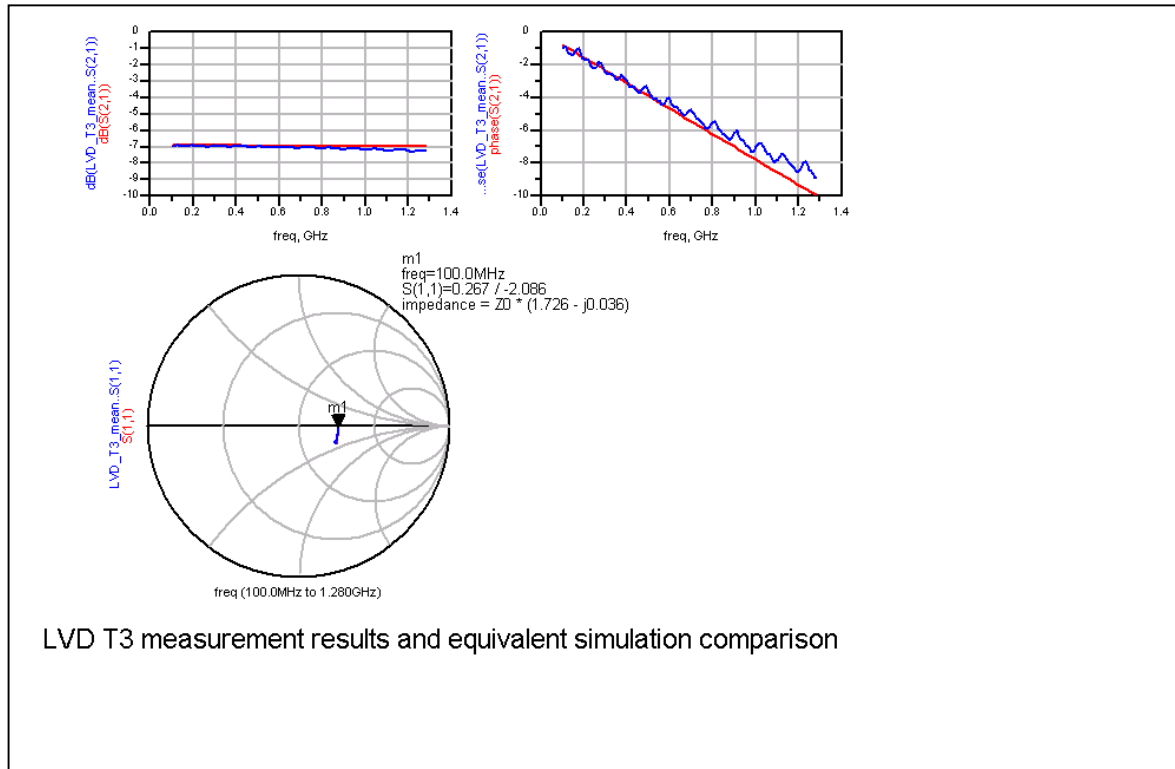 dB(LVD_T3_mean..S(2,1))
dB(S(2,1))
0
-1
-2
-3
-4
-5
-6
-7
-8
-9
-10
0.0 0.2 0.4 0.6 0.8 1.0 1.2 1.4
freq, GHz
...se(LVD_T3_mean..S(2,1))
phase(S(2,1))
0
-2
-4
-6
-8
-10
0.0 0.2 0.4 0.6 0.8 1.0 1.2 1.4
freq, GHz
m1
freq=100.0MHz
S(1,1)=0.267 / -2.086
impedance = Z0 * (1.726 - j0.036)
LVD_T3_mean..S(1,1)
S(1,1)
m1
freq (100.0MHz to 1.280GHz)
LVD T3 measurement results and equivalent simulation comparison